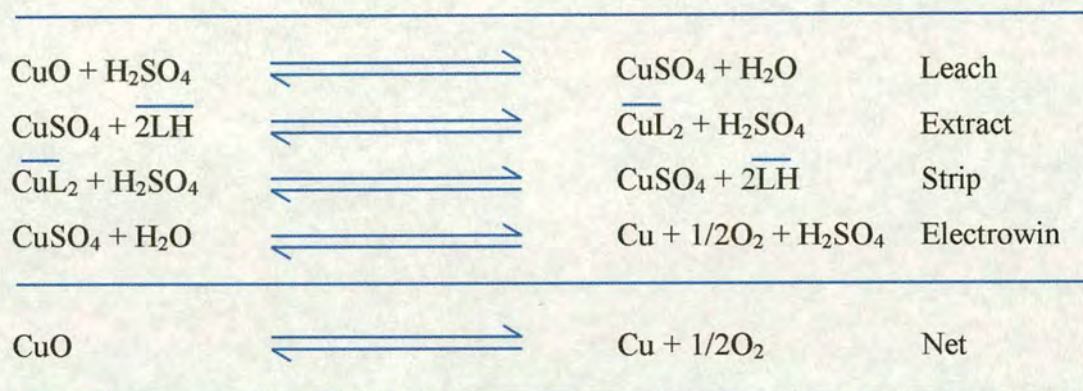 CuO + H₂SO₄ ⇌ CuSO₄ + H₂O Leach
CuSO₄ + 2LH ⇌ CuL₂ + H₂SO₄ Extract
CuL₂ + H₂SO₄ ⇌ CuSO₄ + 2LH Strip
CuSO₄ + H₂O ⇌ Cu + 1/2O₂ + H₂SO₄ Electrowin
CuO ⇌ Cu + 1/2O₂ Net